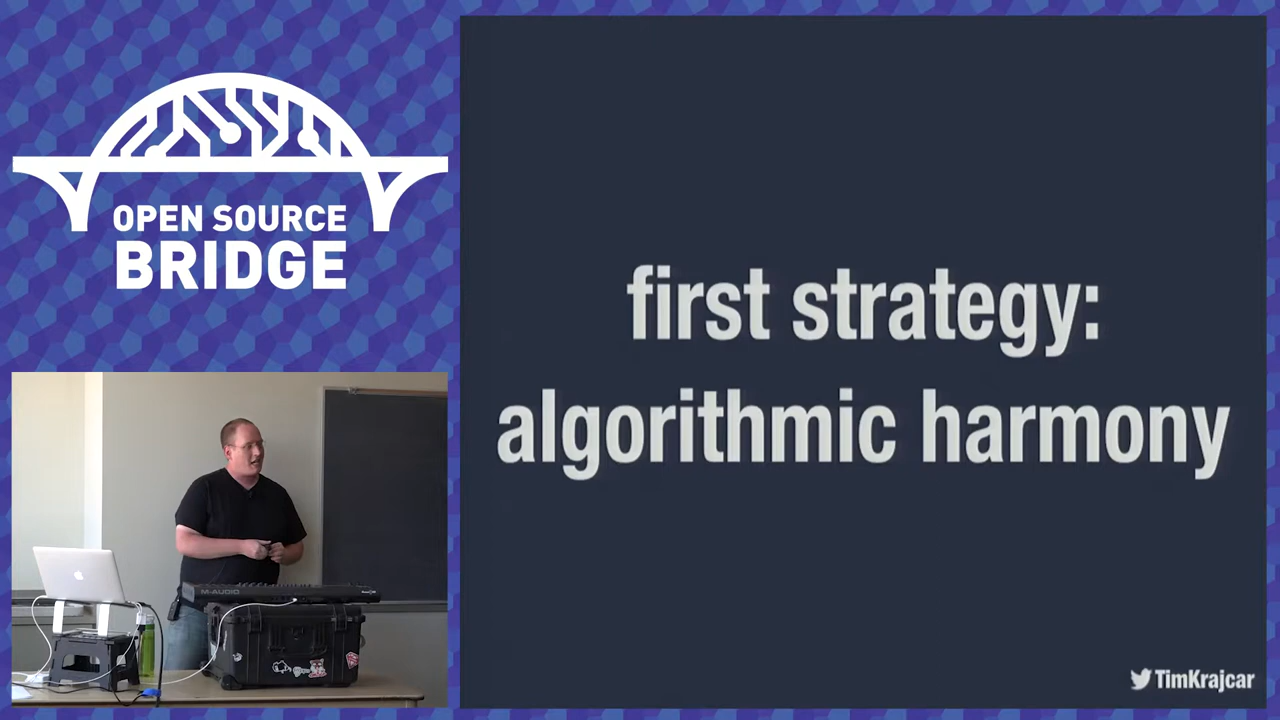 OPEN SOURCE
BRIDGE
first strategy:
algorithmic harmony
M-AUDIO
TimKrajcar